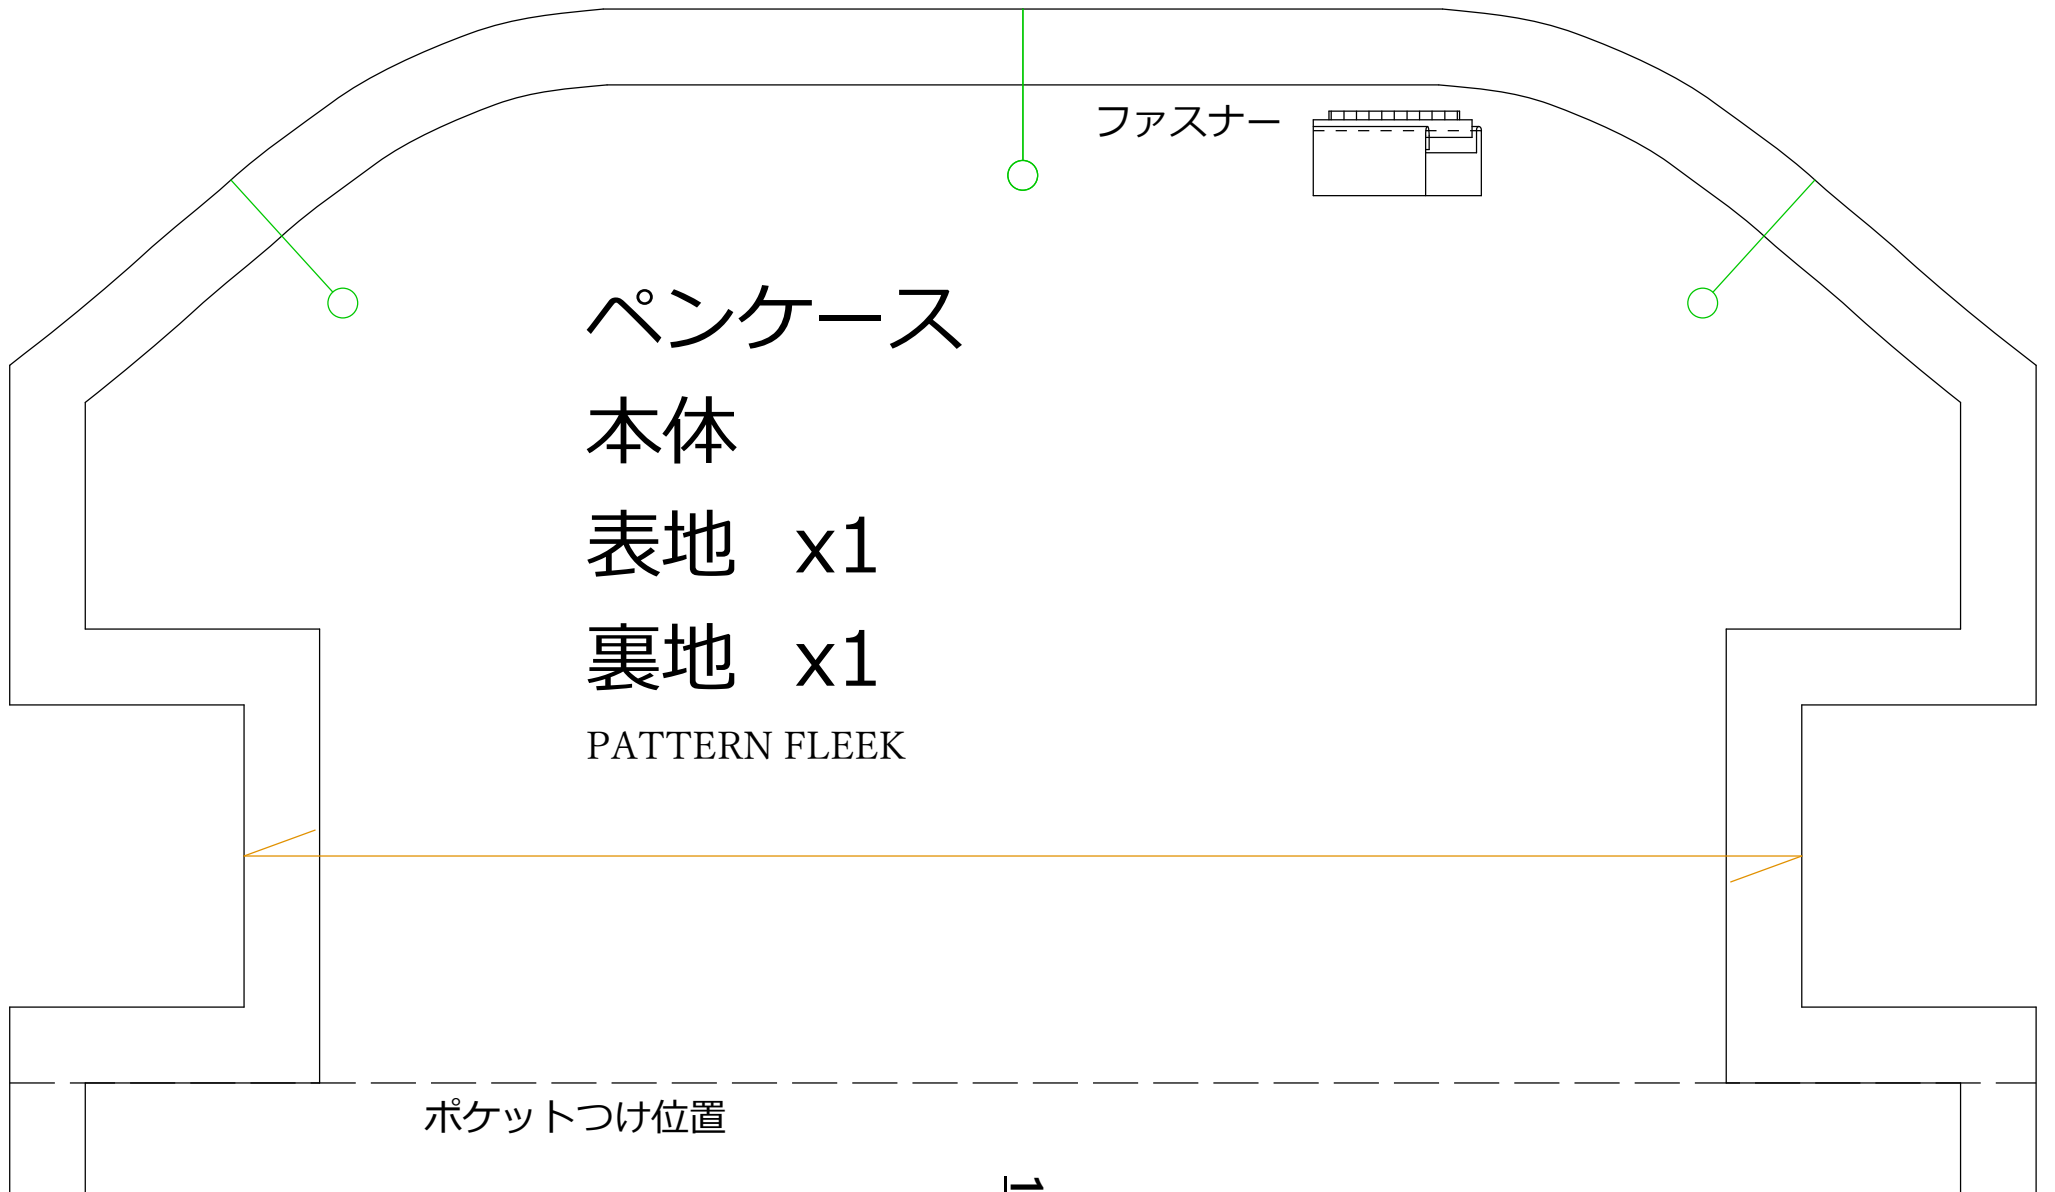 ファスナー
ペンケース
本体
表地　x1
裏地　x1
PATTERN FLEEK
ポケットつけ位置